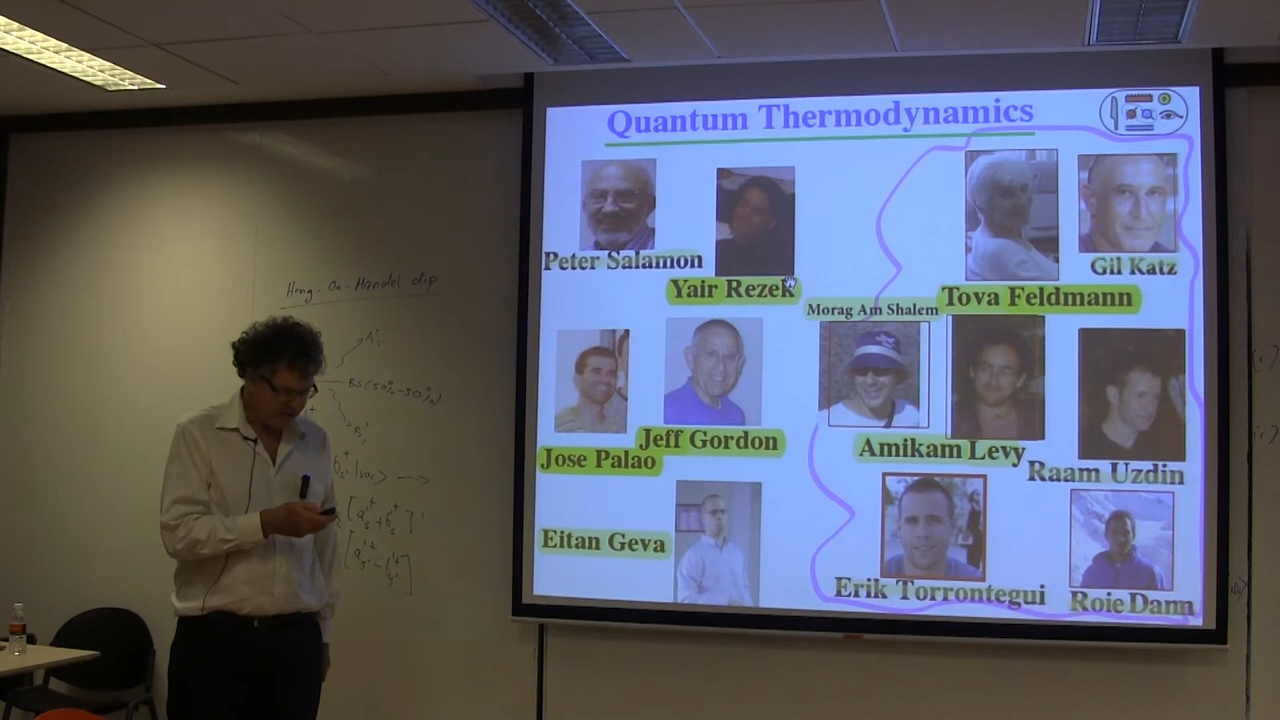 Quantum Thermodynamics
Peter Salamon
Yair Rezek
Tova Feldmann
Gil Katz
Morag Am Shalem
Jose Palao
Jeff Gordon
Amikam Levy
Raam Uzdin
Eitan Geva
Erik Torrontegui
Roie Dann
Hong-Ou-Mandel dip
BS(50%-50%)